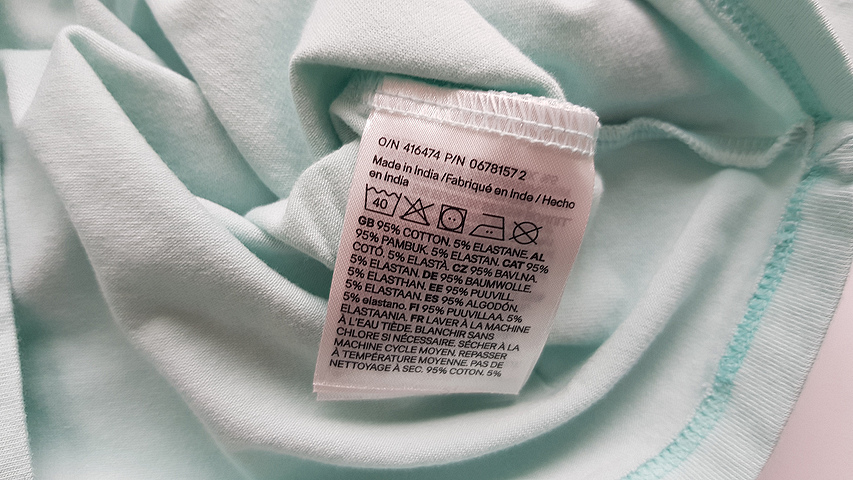 O/N 416474 P/N 0678157 2
Made in India /Fabriqué en Inde / Hecho
en India
40
GB 95% COTTON. 5% ELASTANE. AL
95% PAMBUK. 5% ELASTAN. CAT 95%
COTÓ. 5% ELASTÀ. CZ 95% BAVLNA.
5% ELASTAN. DE 95% BAUMWOLLE.
5% ELASTHAN. EE 95% PUUVILL.
5% ELASTAAN. ES 95% ALGODÓN.
5% elastano. FI 95% PUUVILLAA. 5%
ELASTAANIA. FR LAVER À LA MACHINE
À L'EAU TIÈDE. BLANCHIR SANS
CHLORE SI NÉCESSAIRE. SÉCHER À LA
MACHINE CYCLE MOYEN. REPASSER
À TEMPÉRATURE MOYENNE. PAS DE
NETTOYAGE À SEC. 95% COTON. 5%